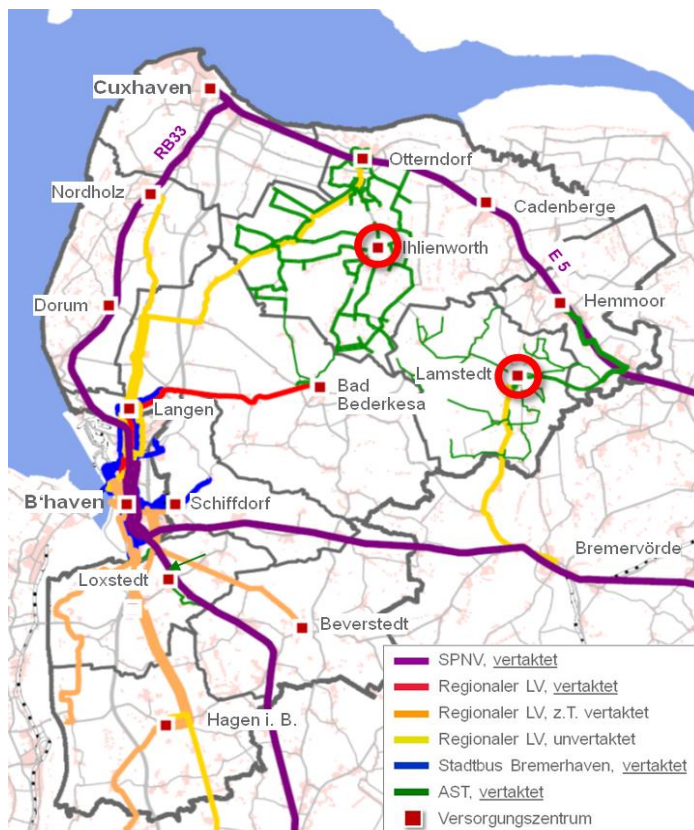 Cuxhaven
RB33
Otterndorf
Nordholz
Cadenberge
Ihlienworth
E 5
Dorum
Hemmoor
Lamstedt
Bad
Bederkesa
Langen
B'haven
Schiffdorf
Bremervörde
Loxstedt
Beverstedt
Hagen i. B.
SPNV, vertaktet
Regionaler LV, vertaktet
Regionaler LV, z.T. vertaktet
Regionaler LV, unvertaktet
Stadtbus Bremerhaven, vertaktet
AST, vertaktet
Versorgungszentrum